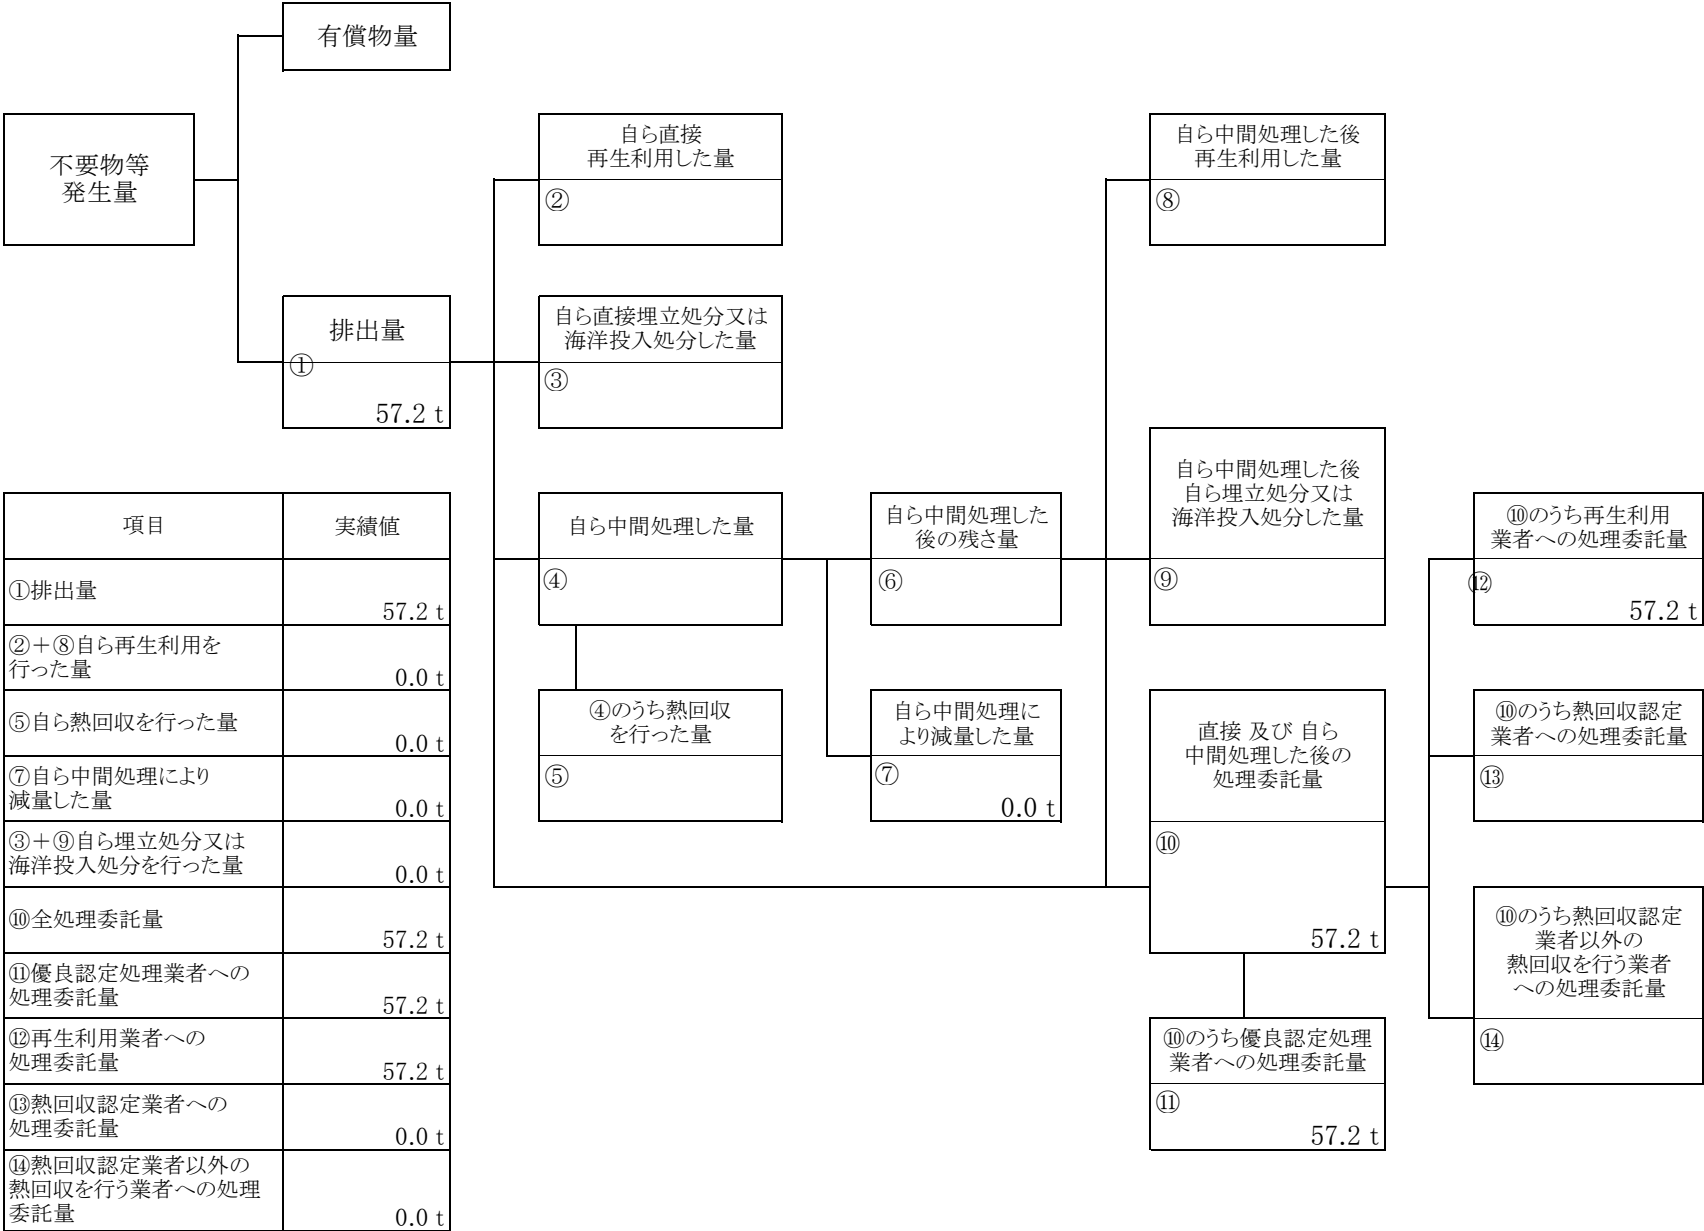 有償物量
不要物等
発生量
自ら直接
再生利用した量
②
自ら中間処理した後
再生利用した量
⑧
排出量
①
57.2 t
自ら直接埋立処分又は
海洋投入処分した量
③
自ら中間処理した量
④
自ら中間処理した
後の残さ量
⑥
自ら中間処理した後
自ら埋立処分又は
海洋投入処分した量
⑨
⑩のうち再生利用
業者への処理委託量
⑫
57.2 t
④のうち熱回収
を行った量
⑤
自ら中間処理に
より減量した量
⑦
0.0 t
直接 及び 自ら
中間処理した後の
処理委託量
⑩
57.2 t
⑩のうち熱回収認定
業者への処理委託量
⑬
⑩のうち熱回収認定
業者以外の
熱回収を行う業者
への処理委託量
⑭
⑩のうち優良認定処理
業者への処理委託量
⑪
57.2 t
項目 実績値
①排出量
57.2 t
②＋⑧自ら再生利用を
行った量
0.0 t
⑤自ら熱回収を行った量
0.0 t
⑦自ら中間処理により
減量した量
0.0 t
③＋⑨自ら埋立処分又は
海洋投入処分を行った量
0.0 t
⑩全処理委託量
57.2 t
⑪優良認定処理業者への
処理委託量
57.2 t
⑫再生利用業者への
処理委託量
57.2 t
⑬熱回収認定業者への
処理委託量
0.0 t
⑭熱回収認定業者以外の
熱回収を行う業者への処理
委託量
0.0 t